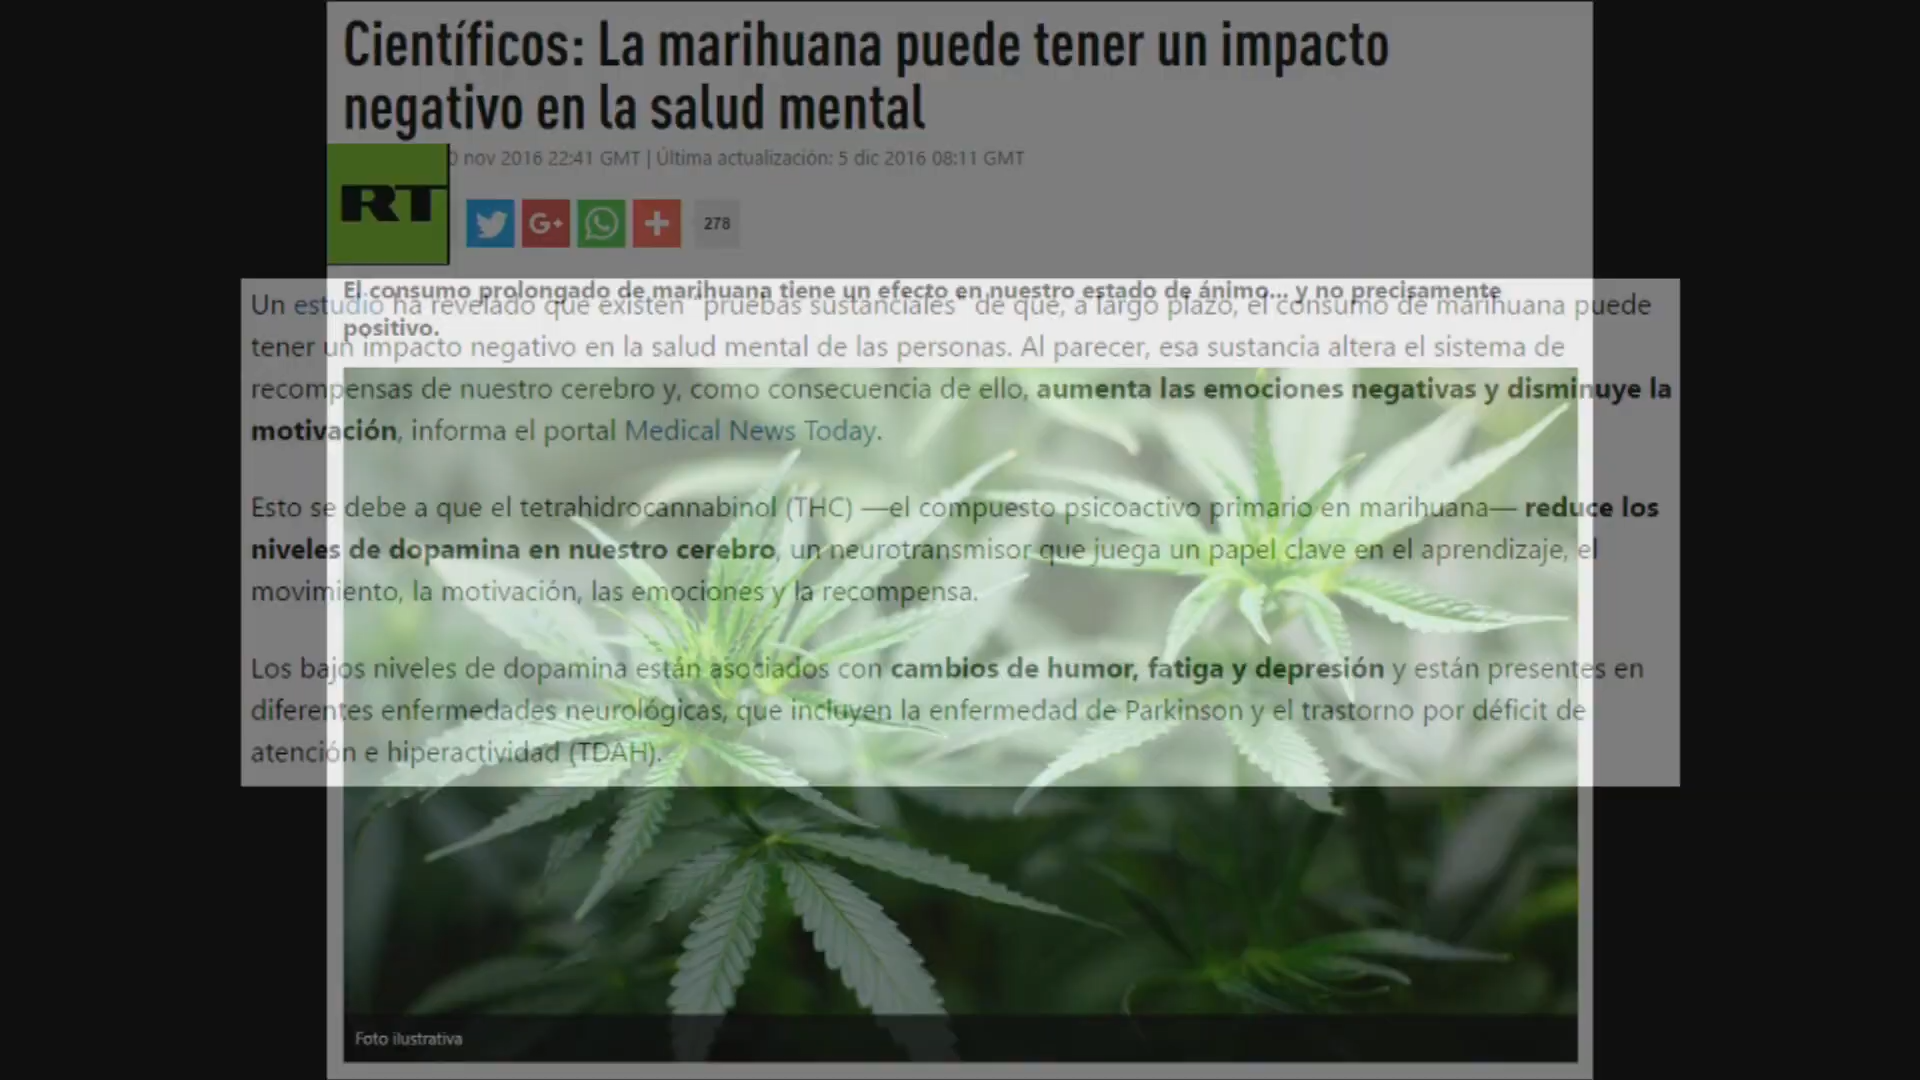 Científicos: La marihuana puede tener un impacto
negativo en la salud mental
0 nov 2016 22:41 GMT | Última actualización: 5 dic 2016 08:11 GMT
RT
G+
278
El consumo prolongado de marihuana tiene un efecto en nuestro estado de ánimo... y no precisamente
positivo.
Un estudio ha revelado que existen "pruebas sustanciales" de que, a largo plazo, el consumo de marihuana puede
tener un impacto negativo en la salud mental de las personas. Al parecer, esa sustancia altera el sistema de
recompensas de nuestro cerebro y, como consecuencia de ello, aumenta las emociones negativas y disminuye la
motivación, informa el portal Medical News Today.
Esto se debe a que el tetrahidrocannabinol (THC) —el compuesto psicoactivo primario en marihuana— reduce los
niveles de dopamina en nuestro cerebro, un neurotransmisor que juega un papel clave en el aprendizaje, el
movimiento, la motivación, las emociones y la recompensa.
Los bajos niveles de dopamina están asociados con cambios de humor, fatiga y depresión y están presentes en
diferentes enfermedades neurológicas, que incluyen la enfermedad de Parkinson y el trastorno por déficit de
atención e hiperactividad (TDAH).
Foto ilustrativa